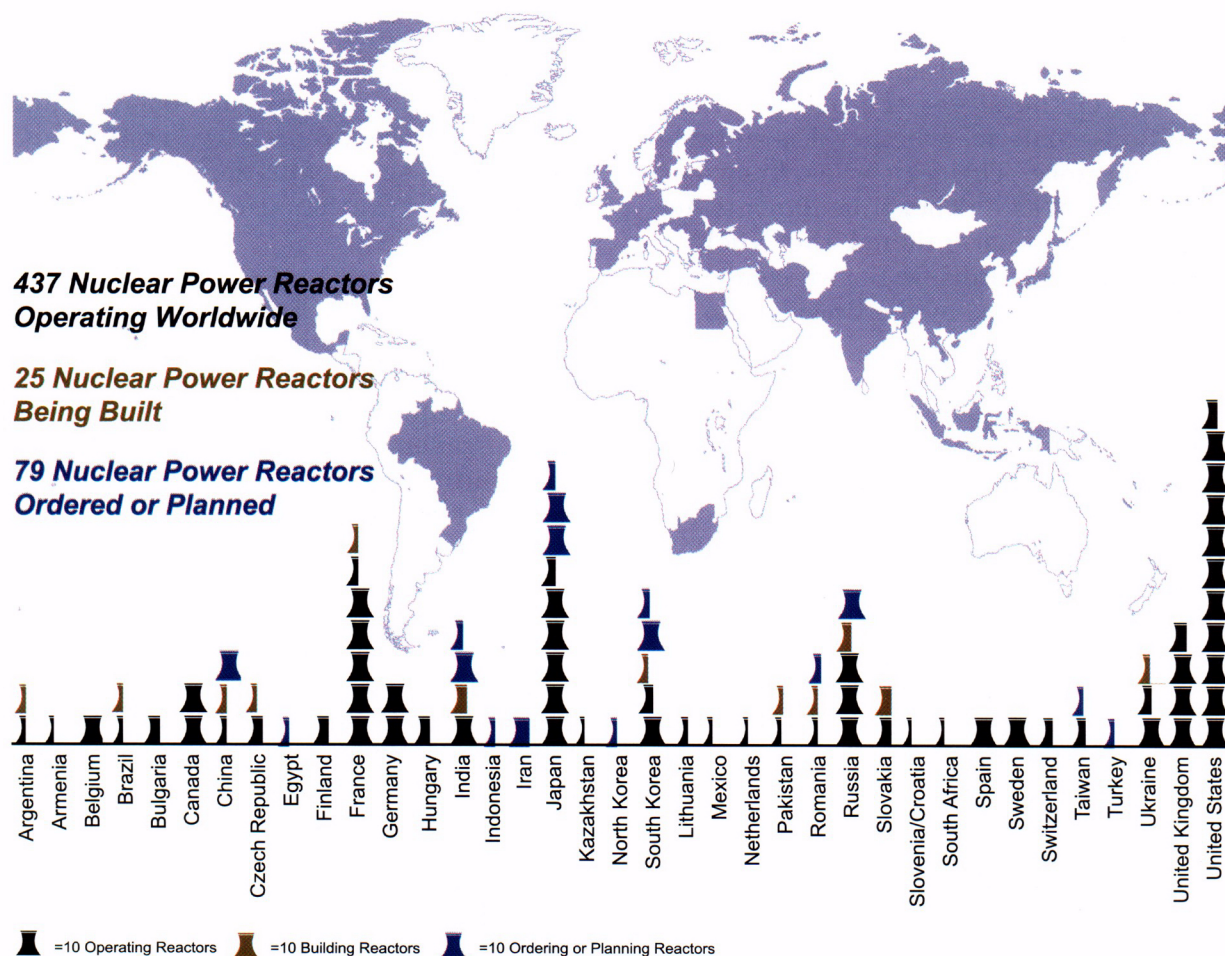 437 Nuclear Power Reactors
Operating Worldwide
25 Nuclear Power Reactors
Being Built
79 Nuclear Power Reactors
Ordered or Planned
Argentina
Armenia
Belgium
Brazil
Bulgaria
Canada
China
Czech Republic
Egypt
Finland
France
Germany
Hungary
India
Indonesia
Iran
Japan
Kazakhstan
North Korea
South Korea
Lithuania
Mexico
Netherlands
Pakistan
Romania
Russia
Slovakia
Slovenia/Croatia
South Africa
Spain
Sweden
Switzerland
Taiwan
Turkey
Ukraine
United Kingdom
United States
=10 Operating Reactors =10 Building Reactors =10 Ordering or Planning Reactors